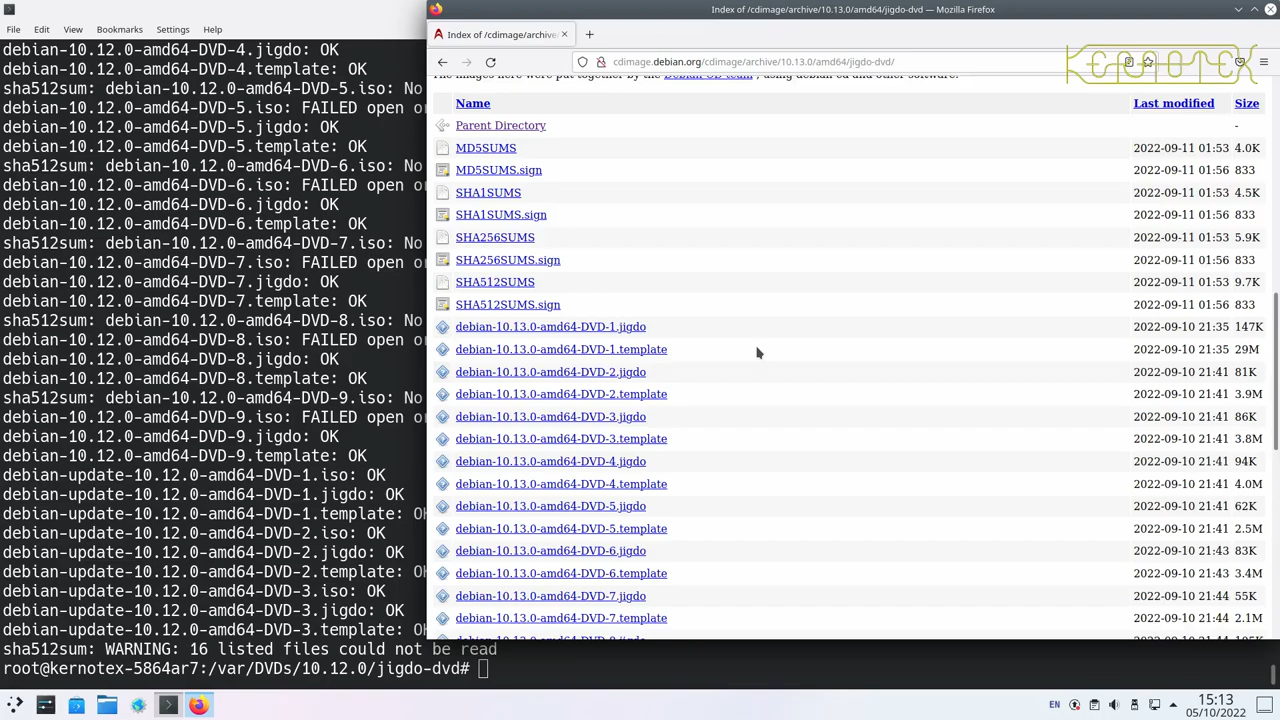 File Edit View Bookmarks Settings Help
debian-10.12.0-amd64-DVD-4.jigdo: OK
debian-10.12.0-amd64-DVD-4.template: OK
sha512sum: debian-10.12.0-amd64-DVD-5.iso: No
debian-10.12.0-amd64-DVD-5.iso: FAILED open or
debian-10.12.0-amd64-DVD-5.jigdo: OK
debian-10.12.0-amd64-DVD-5.template: OK
sha512sum: debian-10.12.0-amd64-DVD-6.iso: No
debian-10.12.0-amd64-DVD-6.iso: FAILED open or
debian-10.12.0-amd64-DVD-6.jigdo: OK
debian-10.12.0-amd64-DVD-6.template: OK
sha512sum: debian-10.12.0-amd64-DVD-7.iso: No
debian-10.12.0-amd64-DVD-7.iso: FAILED open or
debian-10.12.0-amd64-DVD-7.jigdo: OK
debian-10.12.0-amd64-DVD-7.template: OK
sha512sum: debian-10.12.0-amd64-DVD-8.iso: No
debian-10.12.0-amd64-DVD-8.iso: FAILED open or
debian-10.12.0-amd64-DVD-8.jigdo: OK
debian-10.12.0-amd64-DVD-8.template: OK
sha512sum: debian-10.12.0-amd64-DVD-9.iso: No
debian-10.12.0-amd64-DVD-9.iso: FAILED open or
debian-10.12.0-amd64-DVD-9.jigdo: OK
debian-10.12.0-amd64-DVD-9.template: OK
debian-update-10.12.0-amd64-DVD-1.iso: OK
debian-update-10.12.0-amd64-DVD-1.jigdo: OK
debian-update-10.12.0-amd64-DVD-1.template: OK
debian-update-10.12.0-amd64-DVD-2.iso: OK
debian-update-10.12.0-amd64-DVD-2.jigdo: OK
debian-update-10.12.0-amd64-DVD-2.template: OK
debian-update-10.12.0-amd64-DVD-3.iso: OK
debian-update-10.12.0-amd64-DVD-3.jigdo: OK
debian-update-10.12.0-amd64-DVD-3.template: OK
sha512sum: WARNING: 16 listed files could not be read
root@kernotex-5864ar7:/var/DVDs/10.12.0/jigdo-dvd#
Index of /cdimage/archive/10.13.0/amd64/jigdo-dvd — Mozilla Firefox
Index of /cdimage/archive
cdimage.debian.org/cdimage/archive/10.13.0/amd64/jigdo-dvd/
KERNOTEX
The images here were put together by the Debian CD team, using debian-cd and other software.
Name Last modified Size
Parent Directory -
MD5SUMS 2022-09-11 01:53 4.0K
MD5SUMS.sign 2022-09-11 01:56 833
SHA1SUMS 2022-09-11 01:53 4.5K
SHA1SUMS.sign 2022-09-11 01:56 833
SHA256SUMS 2022-09-11 01:53 5.9K
SHA256SUMS.sign 2022-09-11 01:56 833
SHA512SUMS 2022-09-11 01:53 9.7K
SHA512SUMS.sign 2022-09-11 01:56 833
debian-10.13.0-amd64-DVD-1.jigdo 2022-09-10 21:35 147K
debian-10.13.0-amd64-DVD-1.template 2022-09-10 21:35 29M
debian-10.13.0-amd64-DVD-2.jigdo 2022-09-10 21:41 81K
debian-10.13.0-amd64-DVD-2.template 2022-09-10 21:41 3.9M
debian-10.13.0-amd64-DVD-3.jigdo 2022-09-10 21:41 86K
debian-10.13.0-amd64-DVD-3.template 2022-09-10 21:41 3.8M
debian-10.13.0-amd64-DVD-4.jigdo 2022-09-10 21:41 94K
debian-10.13.0-amd64-DVD-4.template 2022-09-10 21:41 4.0M
debian-10.13.0-amd64-DVD-5.jigdo 2022-09-10 21:41 62K
debian-10.13.0-amd64-DVD-5.template 2022-09-10 21:41 2.5M
debian-10.13.0-amd64-DVD-6.jigdo 2022-09-10 21:43 83K
debian-10.13.0-amd64-DVD-6.template 2022-09-10 21:43 3.4M
debian-10.13.0-amd64-DVD-7.jigdo 2022-09-10 21:44 55K
debian-10.13.0-amd64-DVD-7.template 2022-09-10 21:44 2.1M
EN
15:13
05/10/2022